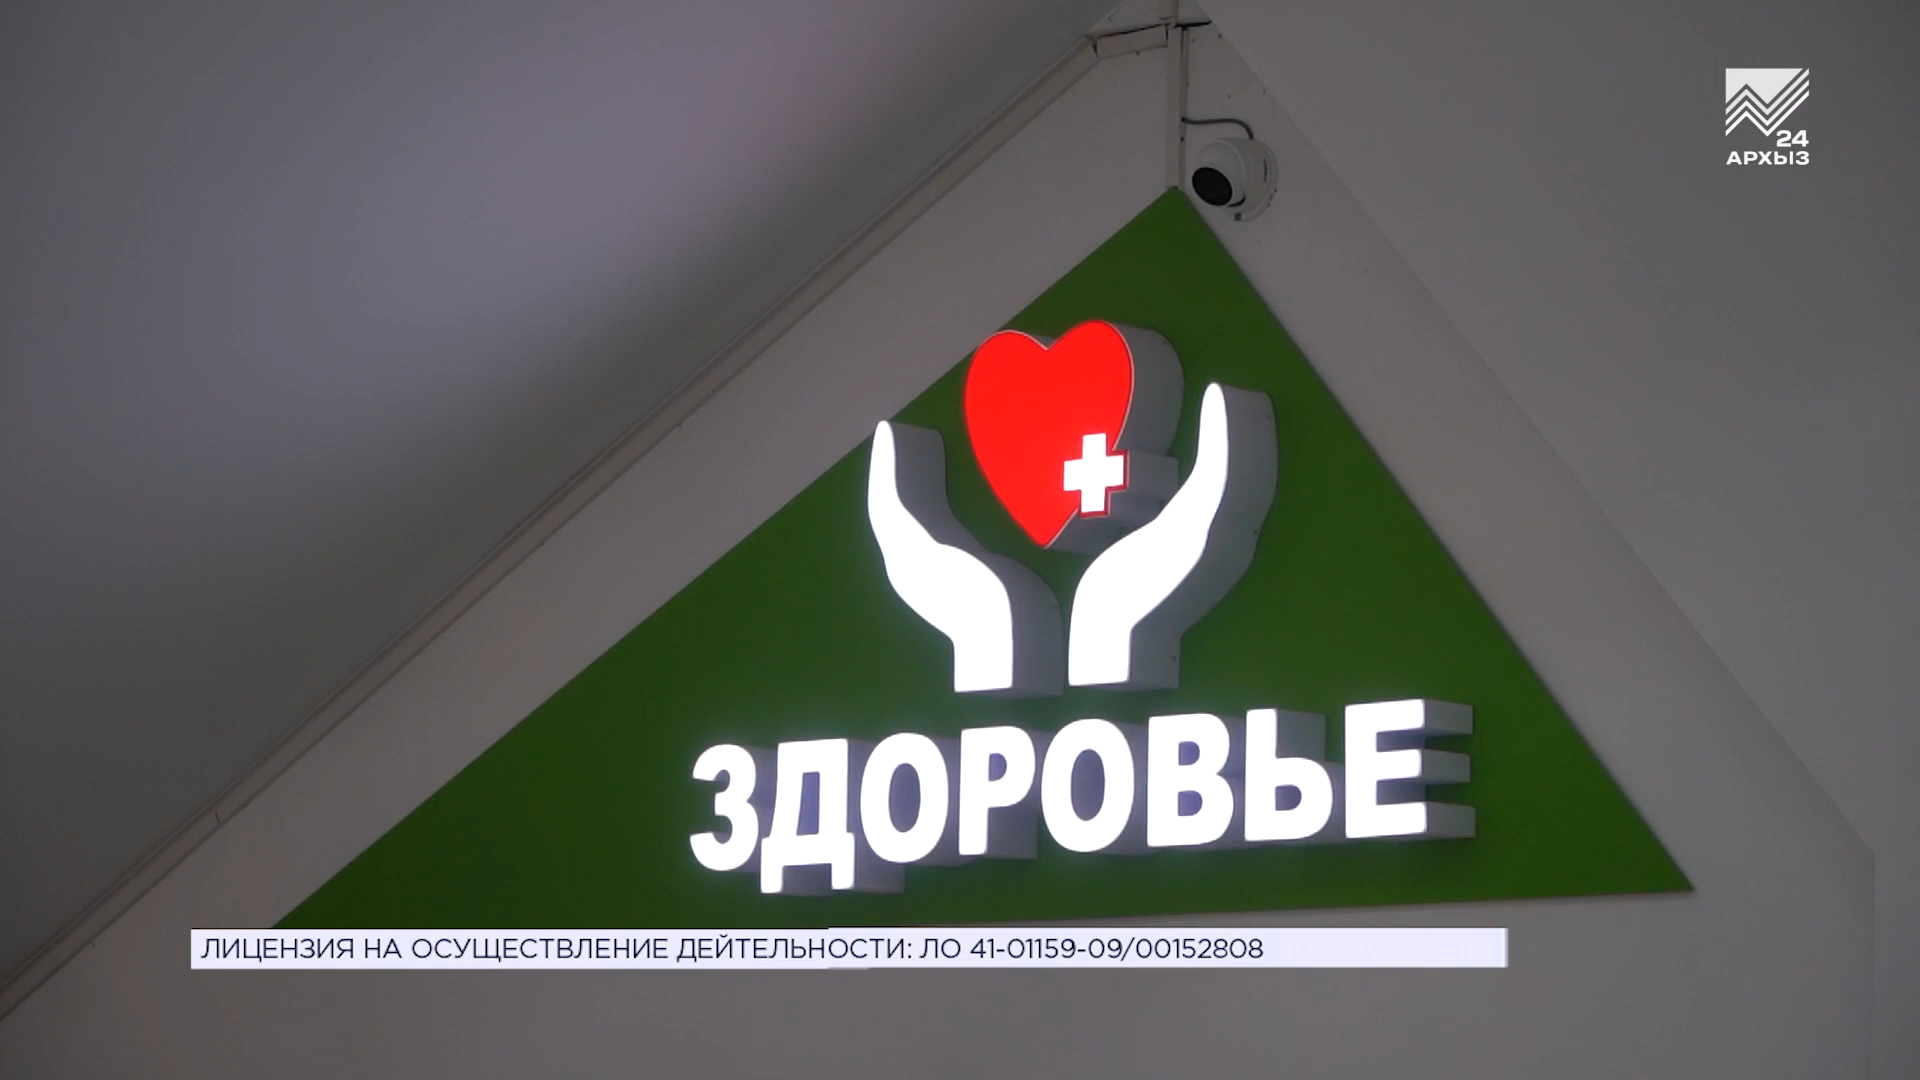 24
АРХЫЗ
ЗДОРОВЬЕ
ЛИЦЕНЗИЯ НА ОСУЩЕСТВЛЕНИЕ ДЕЙТЕЛЬНОСТИ: ЛО 41-01159-09/00152808